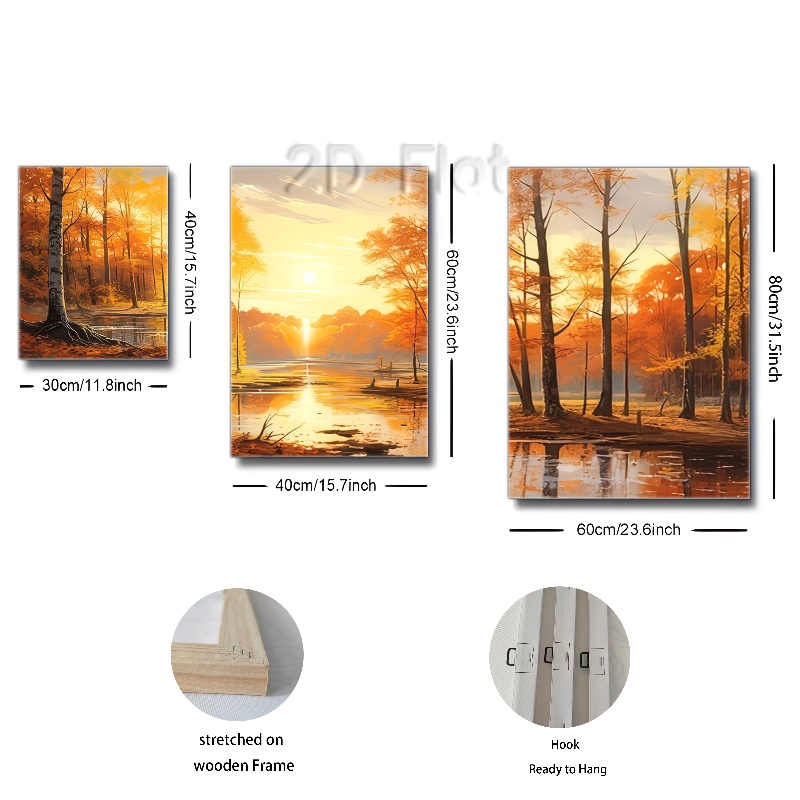 2D Flat
40cm/15.7inch
30cm/11.8inch
60cm/23.6inch
40cm/15.7inch
80cm/31.5inch
60cm/23.6inch
stretched on
wooden Frame
Hook
Ready to Hang